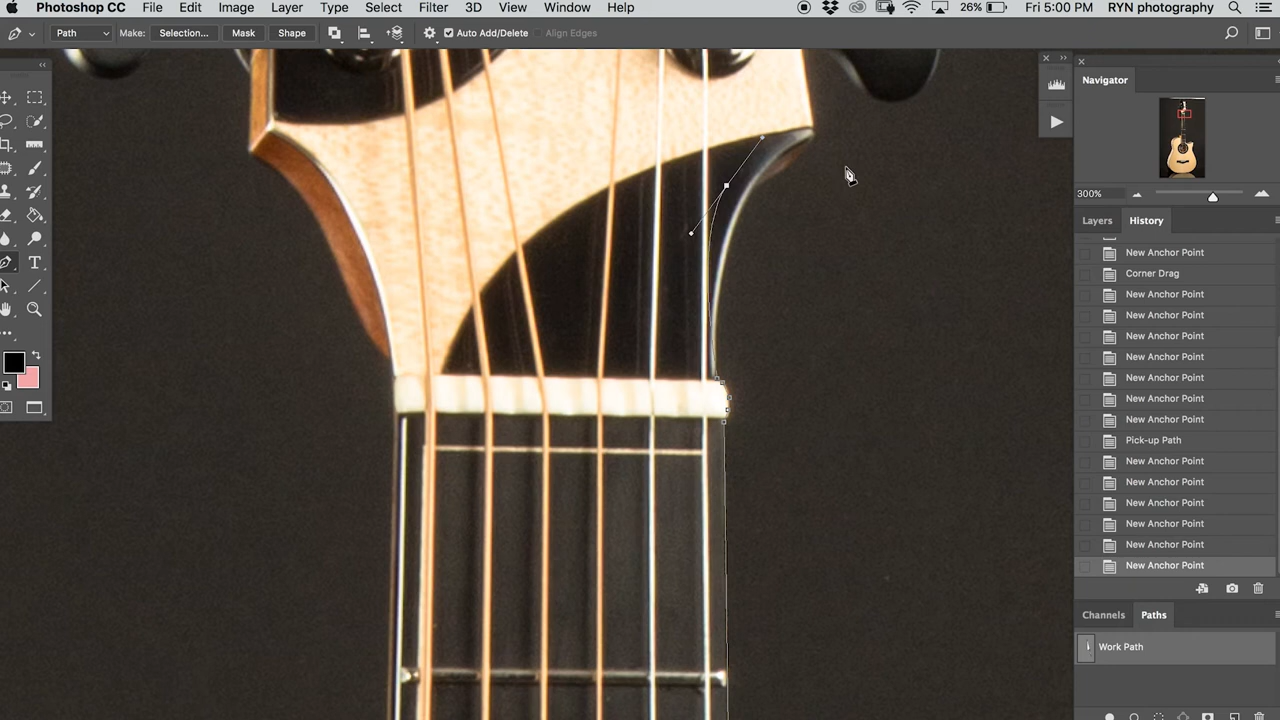 Photoshop CC File Edit Image Layer Type Select Filter 3D View Window Help 26% Fri 5:00 PM RYN photography
Path Make: Selection... Mask Shape Auto Add/Delete Align Edges
Navigator
300%
Layers History
New Anchor Point
Corner Drag
New Anchor Point
New Anchor Point
New Anchor Point
New Anchor Point
New Anchor Point
New Anchor Point
New Anchor Point
Pick-up Path
New Anchor Point
New Anchor Point
New Anchor Point
New Anchor Point
New Anchor Point
New Anchor Point
Channels Paths
Work Path